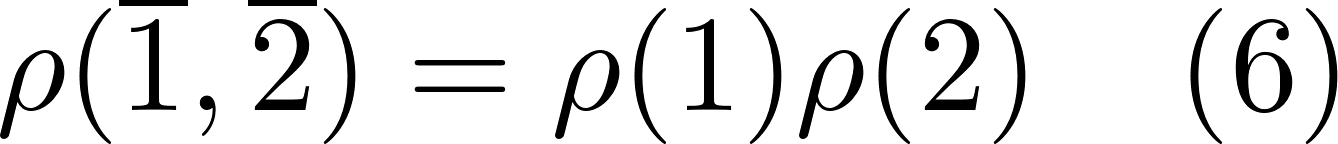 ρ(1̅, 2̅) = ρ(1)ρ(2) (6)